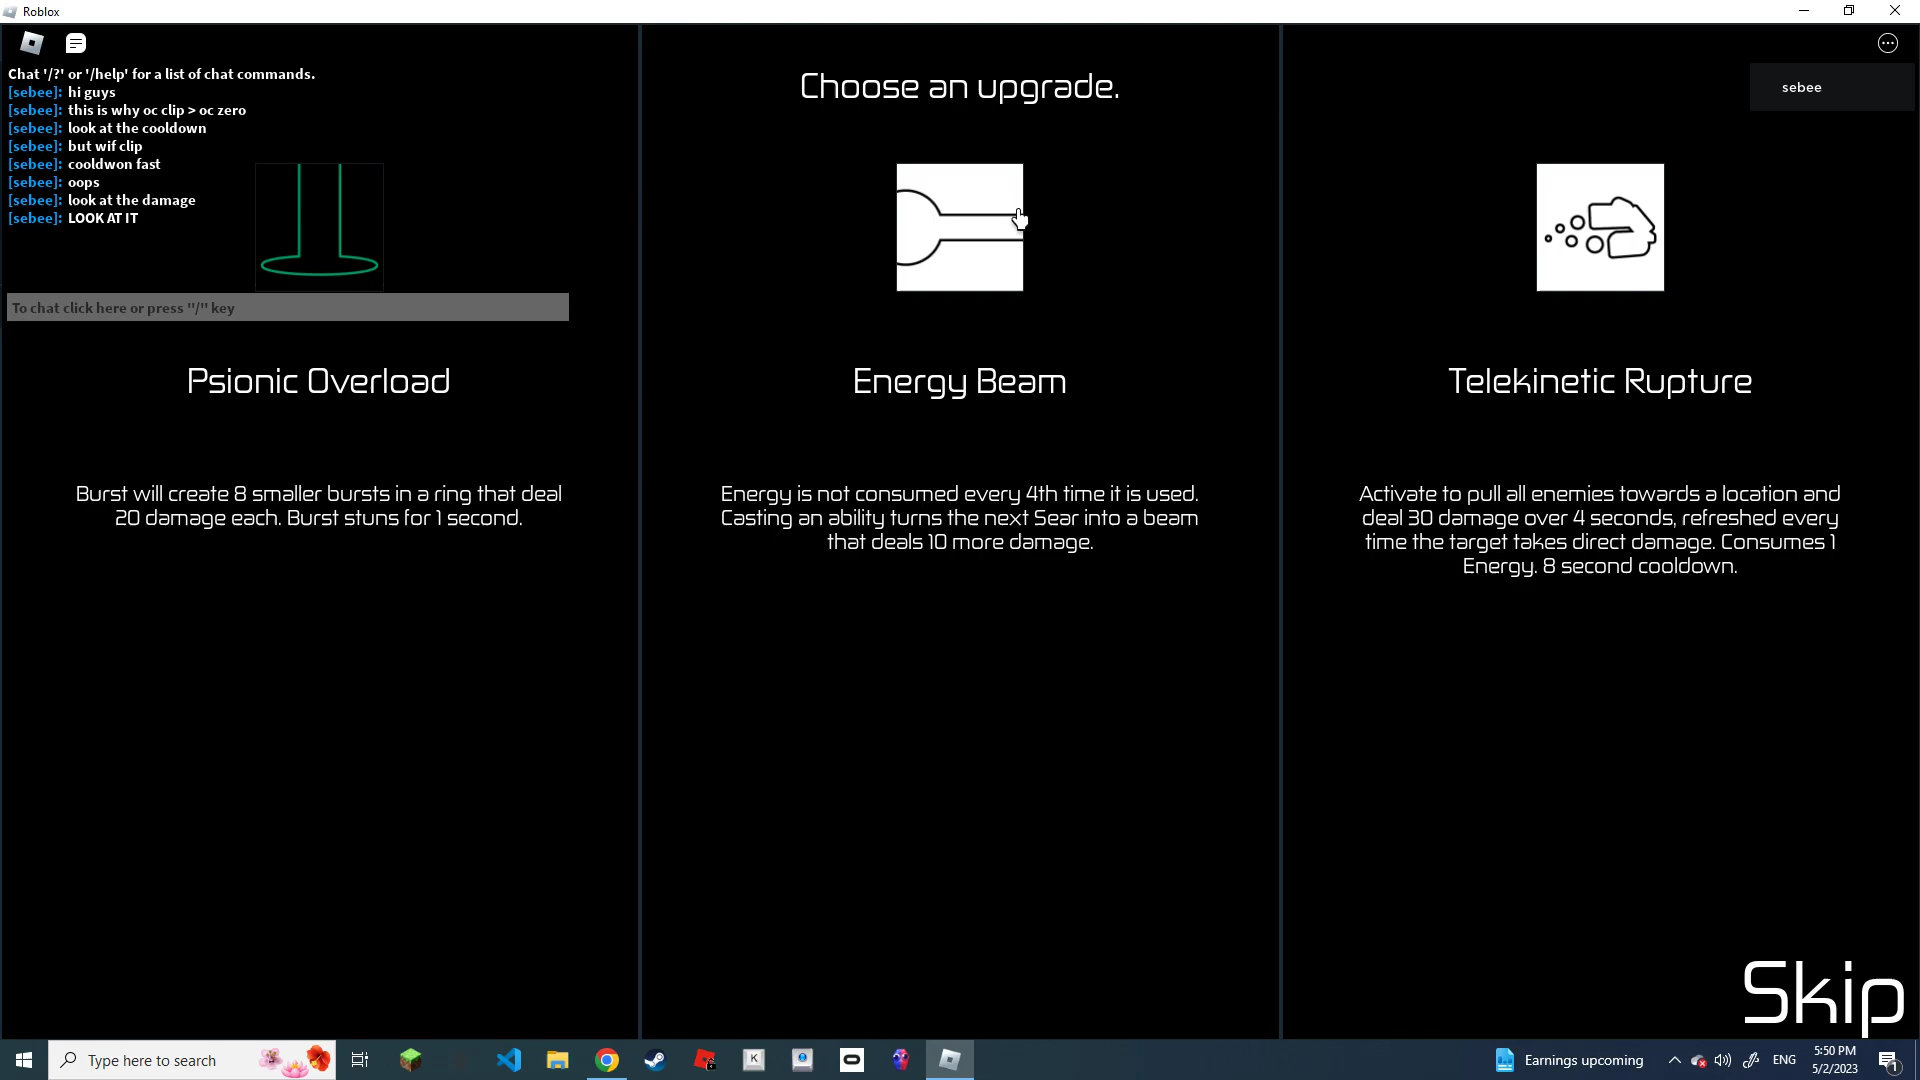 Roblox
Chat '/?' or '/help' for a list of chat commands.
[sebee]: hi guys
[sebee]: this is why oc clip > oc zero
[sebee]: look at the cooldown
[sebee]: but wif clip
[sebee]: cooldwon fast
[sebee]: oops
[sebee]: look at the damage
[sebee]: LOOK AT IT
To chat click here or press "/" key
Choose an upgrade.
sebee
Psionic Overload
Burst will create 8 smaller bursts in a ring that deal
20 damage each. Burst stuns for 1 second.
Energy Beam
Energy is not consumed every 4th time it is used.
Casting an ability turns the next Sear into a beam
that deals 10 more damage.
Telekinetic Rupture
Activate to pull all enemies towards a location and
deal 30 damage over 4 seconds, refreshed every
time the target takes direct damage. Consumes 1
Energy. 8 second cooldown.
Skip
Type here to search
K
Earnings upcoming
ENG
5:50 PM
5/2/2023
1